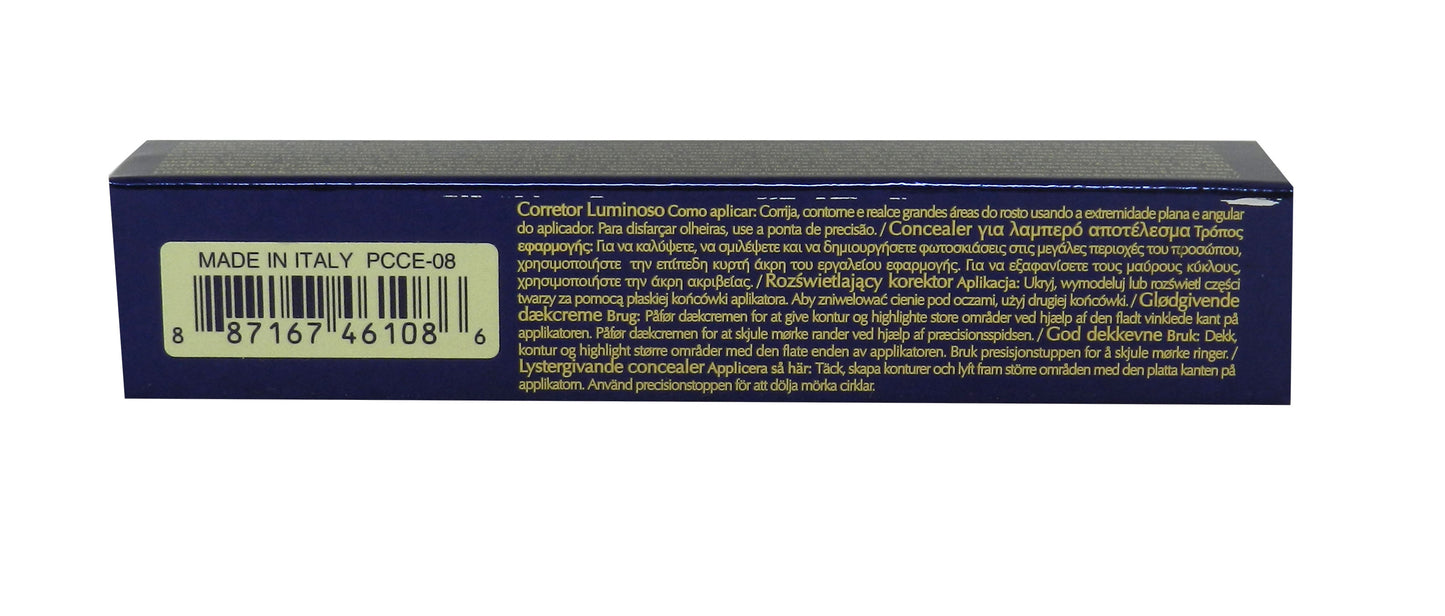 MADE IN ITALY PCCE-08
8 87167 46108 6
Corretor Luminoso Como aplicar: Corrija, contorne e realce grandes áreas do rosto usando a extremidade plana e angular
do aplicador. Para disfarçar olheiras, use a ponta de precisão. / Concealer για λαμπερό αποτέλεσμα Τρόπος
εφαρμογής: Για να καλύψετε, να σμιλέψετε και να δημιουργήσετε φωτοσκιάσεις στις μεγάλες περιοχές του προσώπου,
χρησιμοποιήστε την επίπεδη κυρτή άκρη του εργαλείου εφαρμογής. Για να εξαφανίσετε τους μαύρους κύκλους,
χρησιμοποιήστε την άκρη ακριβείας. / Rozświetlający korektor Aplikacja: Ukryj, wymodeluj lub rozświetl części
twarzy za pomocą płaskiej końcówki aplikatora. Aby zniwelować cienie pod oczami, użyj drugiej końcówki. / Glødgivende
dækcreme Brug: Påfør dækcremen for at give kontur og highlighte store områder ved hjælp af den fladt vinklede kant på
applikatoren. Påfør dækcremen for at skjule mørke rander ved hjælp af præcisionsspidsen. / God dekkevne Bruk: Dekk,
kontur og highlight større områder med den flate enden av applikatoren. Bruk presisjonstuppen for å skjule mørke ringer. /
Lystergivande concealer Applicera så här: Täck, skapa konturer och lyft fram större områden med den platta kanten på
applikatorn. Använd precisionstoppen för att dölja mörka cirklar.